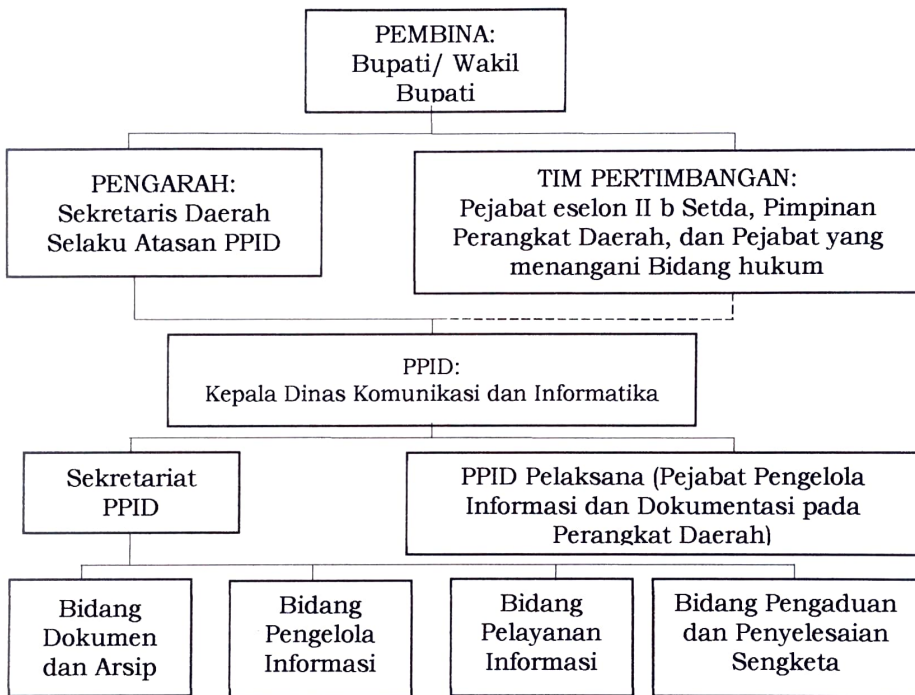 PEMBINA:
Bupati/ Wakil
Bupati
PENGARAH:
Sekretaris Daerah
Selaku Atasan PPID
TIM PERTIMBANGAN:
Pejabat eselon II b Setda, Pimpinan
Perangkat Daerah, dan Pejabat yang
menangani Bidang hukum
PPID:
Kepala Dinas Komunikasi dan Informatika
Sekretariat
PPID
PPID Pelaksana (Pejabat Pengelola
Informasi dan Dokumentasi pada
Perangkat Daerah)
Bidang
Dokumen
dan Arsip
Bidang
Pengelola
Informasi
Bidang
Pelayanan
Informasi
Bidang Pengaduan
dan Penyelesaian
Sengketa